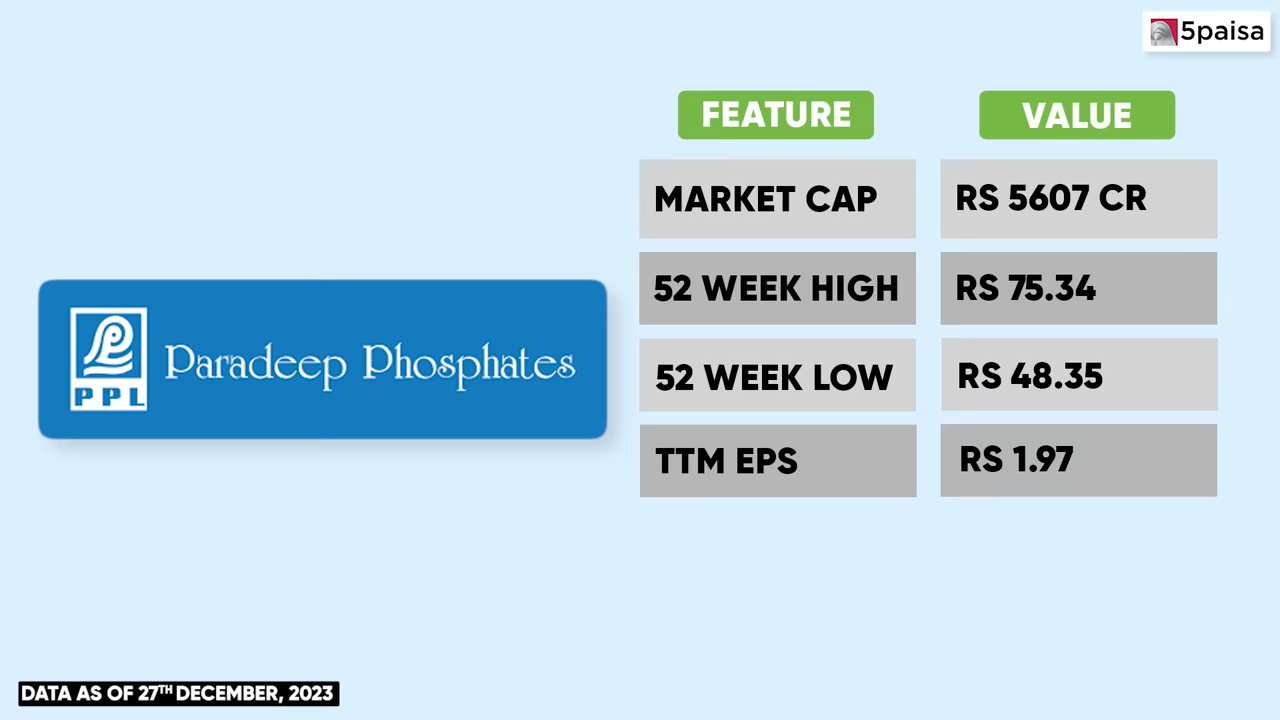 5paisa
FEATURE VALUE
MARKET CAP RS 5607 CR
52 WEEK HIGH RS 75.34
52 WEEK LOW RS 48.35
TTM EPS RS 1.97
Paradeep Phosphates
PPL
DATA AS OF 27TH DECEMBER, 2023